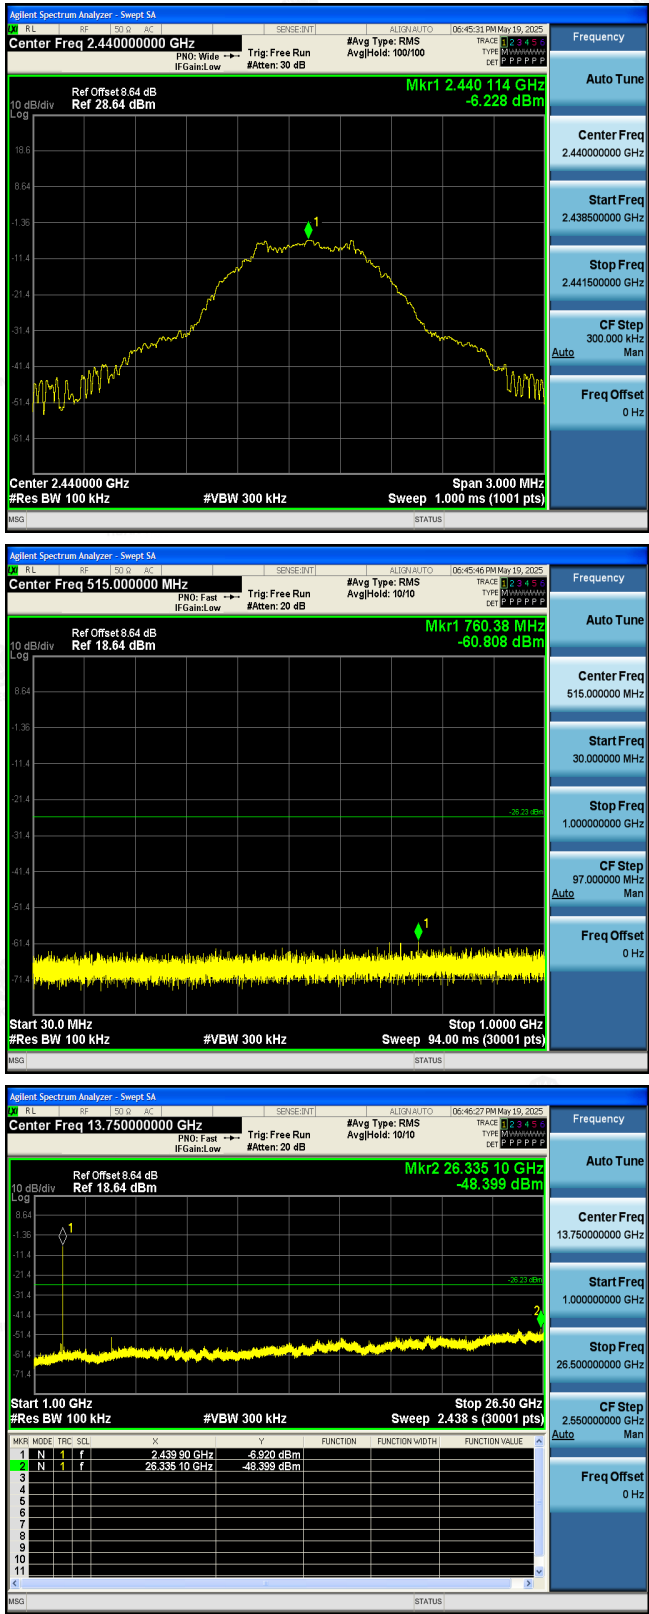 Agilent Spectrum Analyzer - Swept SA
LXI RL RF 50 Ω AC SENSE:INT ALIGNAUTO 06:45:31 PM May 19, 2025
Center Freq 2.440000000 GHz
PNO: Wide
IFGain:Low
Trig: Free Run
#Atten: 30 dB
#Avg Type: RMS
Avg|Hold: 100/100
TRACE 1 2 3 4 5 6
TYPE MWWWWW
DET P P P P P P
Frequency
Mkr1 2.440 114 GHz
-6.228 dBm
Ref Offset 8.64 dB
Ref 28.64 dBm
10 dB/div
Log
18.6
8.64
-1.36
-11.4
-21.4
-31.4
-41.4
-51.4
-61.4
1
Center 2.440000 GHz
Span 3.000 MHz
#Res BW 100 kHz
#VBW 300 kHz
Sweep 1.000 ms (1001 pts)
Auto Tune
Center Freq
2.440000000 GHz
Start Freq
2.438500000 GHz
Stop Freq
2.441500000 GHz
CF Step
300.000 kHz
Auto Man
Freq Offset
0 Hz
MSG STATUS
Agilent Spectrum Analyzer - Swept SA
LXI RL RF 50 Ω AC SENSE:INT ALIGNAUTO 06:45:46 PM May 19, 2025
Center Freq 515.000000 MHz
PNO: Fast
IFGain:Low
Trig: Free Run
#Atten: 20 dB
#Avg Type: RMS
Avg|Hold: 10/10
TRACE 1 2 3 4 5 6
TYPE MWWWWW
DET P P P P P P
Frequency
Mkr1 760.38 MHz
-60.808 dBm
Ref Offset 8.64 dB
Ref 18.64 dBm
10 dB/div
Log
8.64
-1.36
-11.4
-21.4
-31.4
-41.4
-51.4
-61.4
-71.4
-26.23 dBm
1
Start 30.0 MHz
Stop 1.0000 GHz
#Res BW 100 kHz
#VBW 300 kHz
Sweep 94.00 ms (30001 pts)
Auto Tune
Center Freq
515.000000 MHz
Start Freq
30.000000 MHz
Stop Freq
1.000000000 GHz
CF Step
97.000000 MHz
Auto Man
Freq Offset
0 Hz
MSG STATUS
Agilent Spectrum Analyzer - Swept SA
LXI RL RF 50 Ω AC SENSE:INT ALIGNAUTO 06:46:27 PM May 19, 2025
Center Freq 13.750000000 GHz
PNO: Fast
IFGain:Low
Trig: Free Run
#Atten: 20 dB
#Avg Type: RMS
Avg|Hold: 10/10
TRACE 1 2 3 4 5 6
TYPE MWWWWW
DET P P P P P P
Frequency
Mkr2 26.335 10 GHz
-48.399 dBm
Ref Offset 8.64 dB
Ref 18.64 dBm
10 dB/div
Log
8.64
-1.36
-11.4
-21.4
-31.4
-41.4
-51.4
-61.4
-71.4
1
-26.23 dBm
2
Start 1.00 GHz
Stop 26.50 GHz
#Res BW 100 kHz
#VBW 300 kHz
Sweep 2.438 s (30001 pts)
MKR MODE TRC SCL X Y FUNCTION FUNCTION WIDTH FUNCTION VALUE
1 N 1 f 2.439 90 GHz -6.920 dBm
2 N 1 f 26.335 10 GHz -48.399 dBm
3
4
5
6
7
8
9
10
11
Auto Tune
Center Freq
13.750000000 GHz
Start Freq
1.000000000 GHz
Stop Freq
26.500000000 GHz
CF Step
2.550000000 GHz
Auto Man
Freq Offset
0 Hz
MSG STATUS